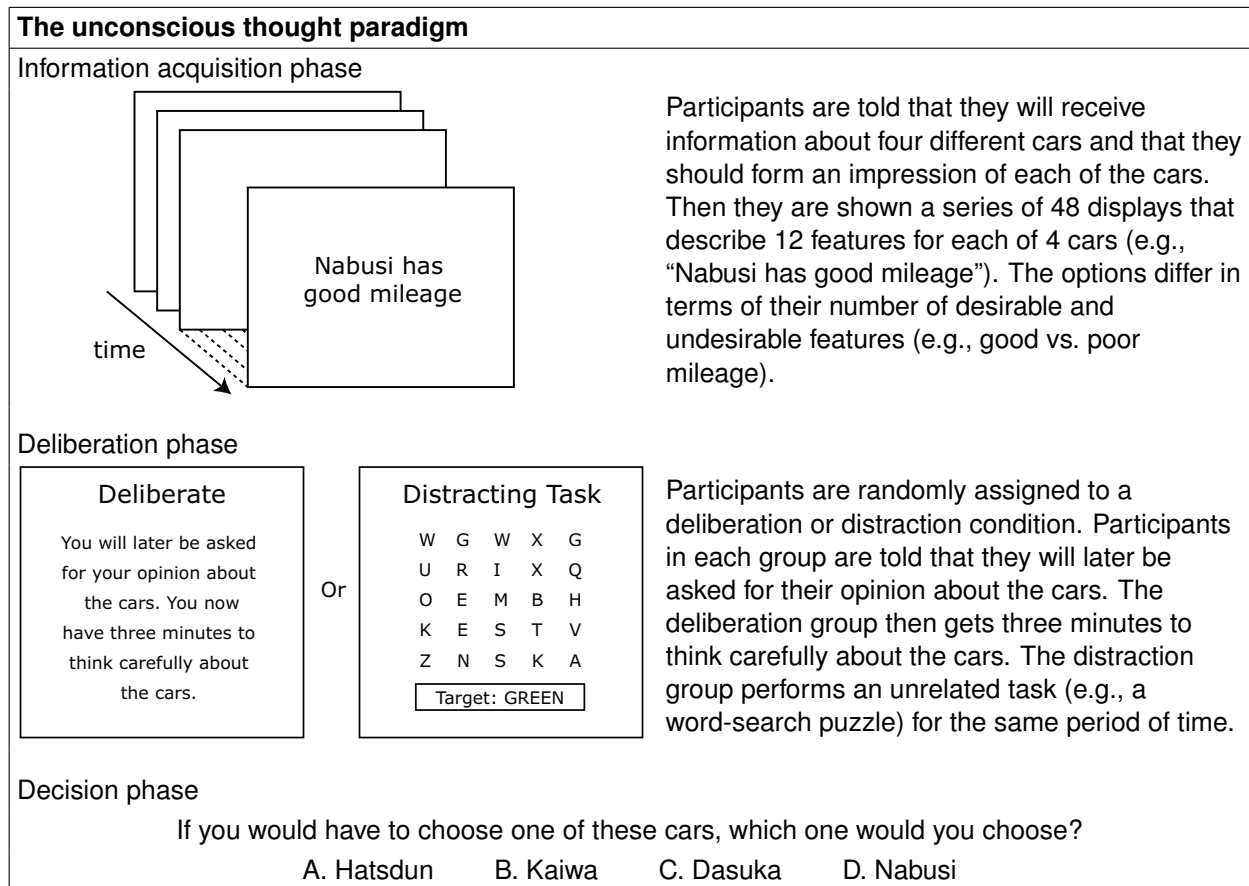 The unconscious thought paradigm
Information acquisition phase
Nabusi has
good mileage
time
Participants are told that they will receive
information about four different cars and that they
should form an impression of each of the cars.
Then they are shown a series of 48 displays that
describe 12 features for each of 4 cars (e.g.,
“Nabusi has good mileage”). The options differ in
terms of their number of desirable and
undesirable features (e.g., good vs. poor
mileage).
Deliberation phase
Deliberate
You will later be asked
for your opinion about
the cars. You now
have three minutes to
think carefully about
the cars.
Or
Distracting Task
W G W X G
U R I X Q
O E M B H
K E S T V
Z N S K A
Target: GREEN
Participants are randomly assigned to a
deliberation or distraction condition. Participants
in each group are told that they will later be
asked for their opinion about the cars. The
deliberation group then gets three minutes to
think carefully about the cars. The distraction
group performs an unrelated task (e.g., a
word-search puzzle) for the same period of time.
Decision phase
If you would have to choose one of these cars, which one would you choose?
A. Hatsdun B. Kaiwa C. Dasuka D. Nabusi